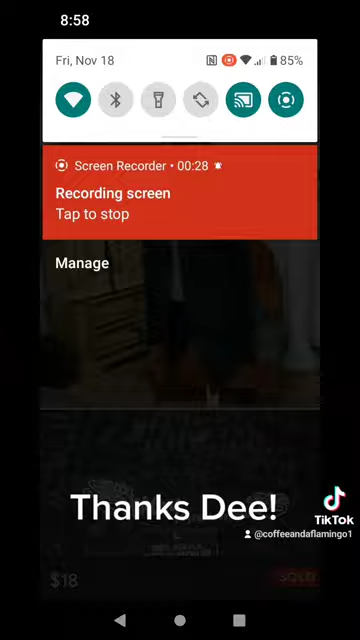 8:58
Fri, Nov 18
85%
Screen Recorder • 00:28
Recording screen
Tap to stop
Manage
Thanks Dee!
TikTok
@coffeeandaflamingo1
$18
SOLD